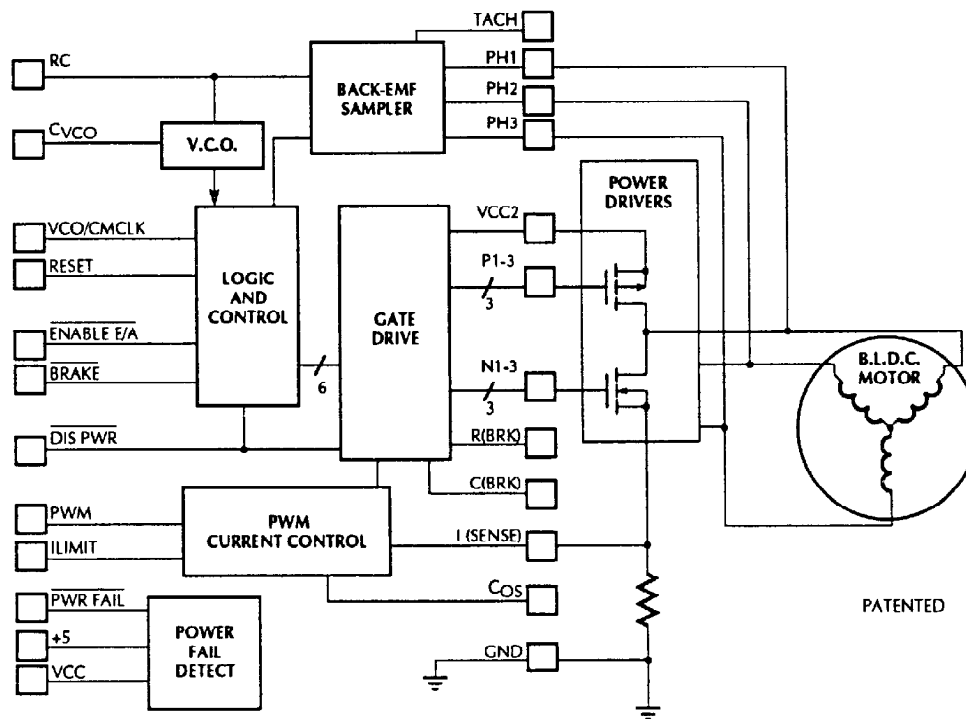 TACH
RC
PH1
BACK-EMF
SAMPLER
PH2
PH3
CVCO
V.C.O.
POWER
DRIVERS
VCC2
VCO/CMCLK
RESET
LOGIC
AND
CONTROL
P1-3
3
GATE
DRIVE
ENABLE E/A
BRAKE
6
N1-3
3
B.L.D.C.
MOTOR
DIS PWR
R(BRK)
C(BRK)
PWM
ILIMIT
PWM
CURRENT CONTROL
I (SENSE)
COS
PWR FAIL
+5
VCC
POWER
FAIL
DETECT
GND
PATENTED